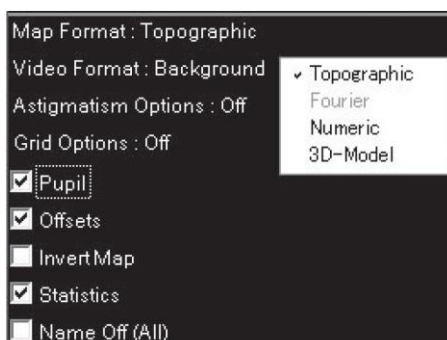 Map Format : Topographic
Video Format : Background
Astigmatism Options : Off
Grid Options : Off
Pupil
Offsets
Invert Map
Statistics
Name Off (All)
Topographic
Fourier
Numeric
3D-Model